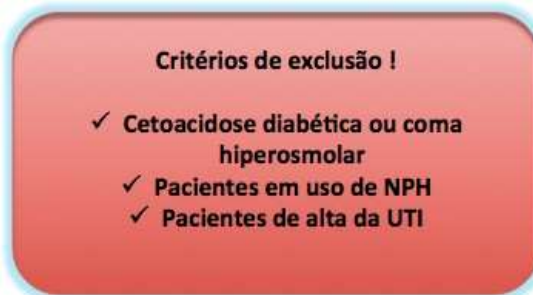 Critérios de exclusão !
✓ Cetoacidose diabética ou coma
hiperosmolar
✓ Pacientes em uso de NPH
✓ Pacientes de alta da UTI